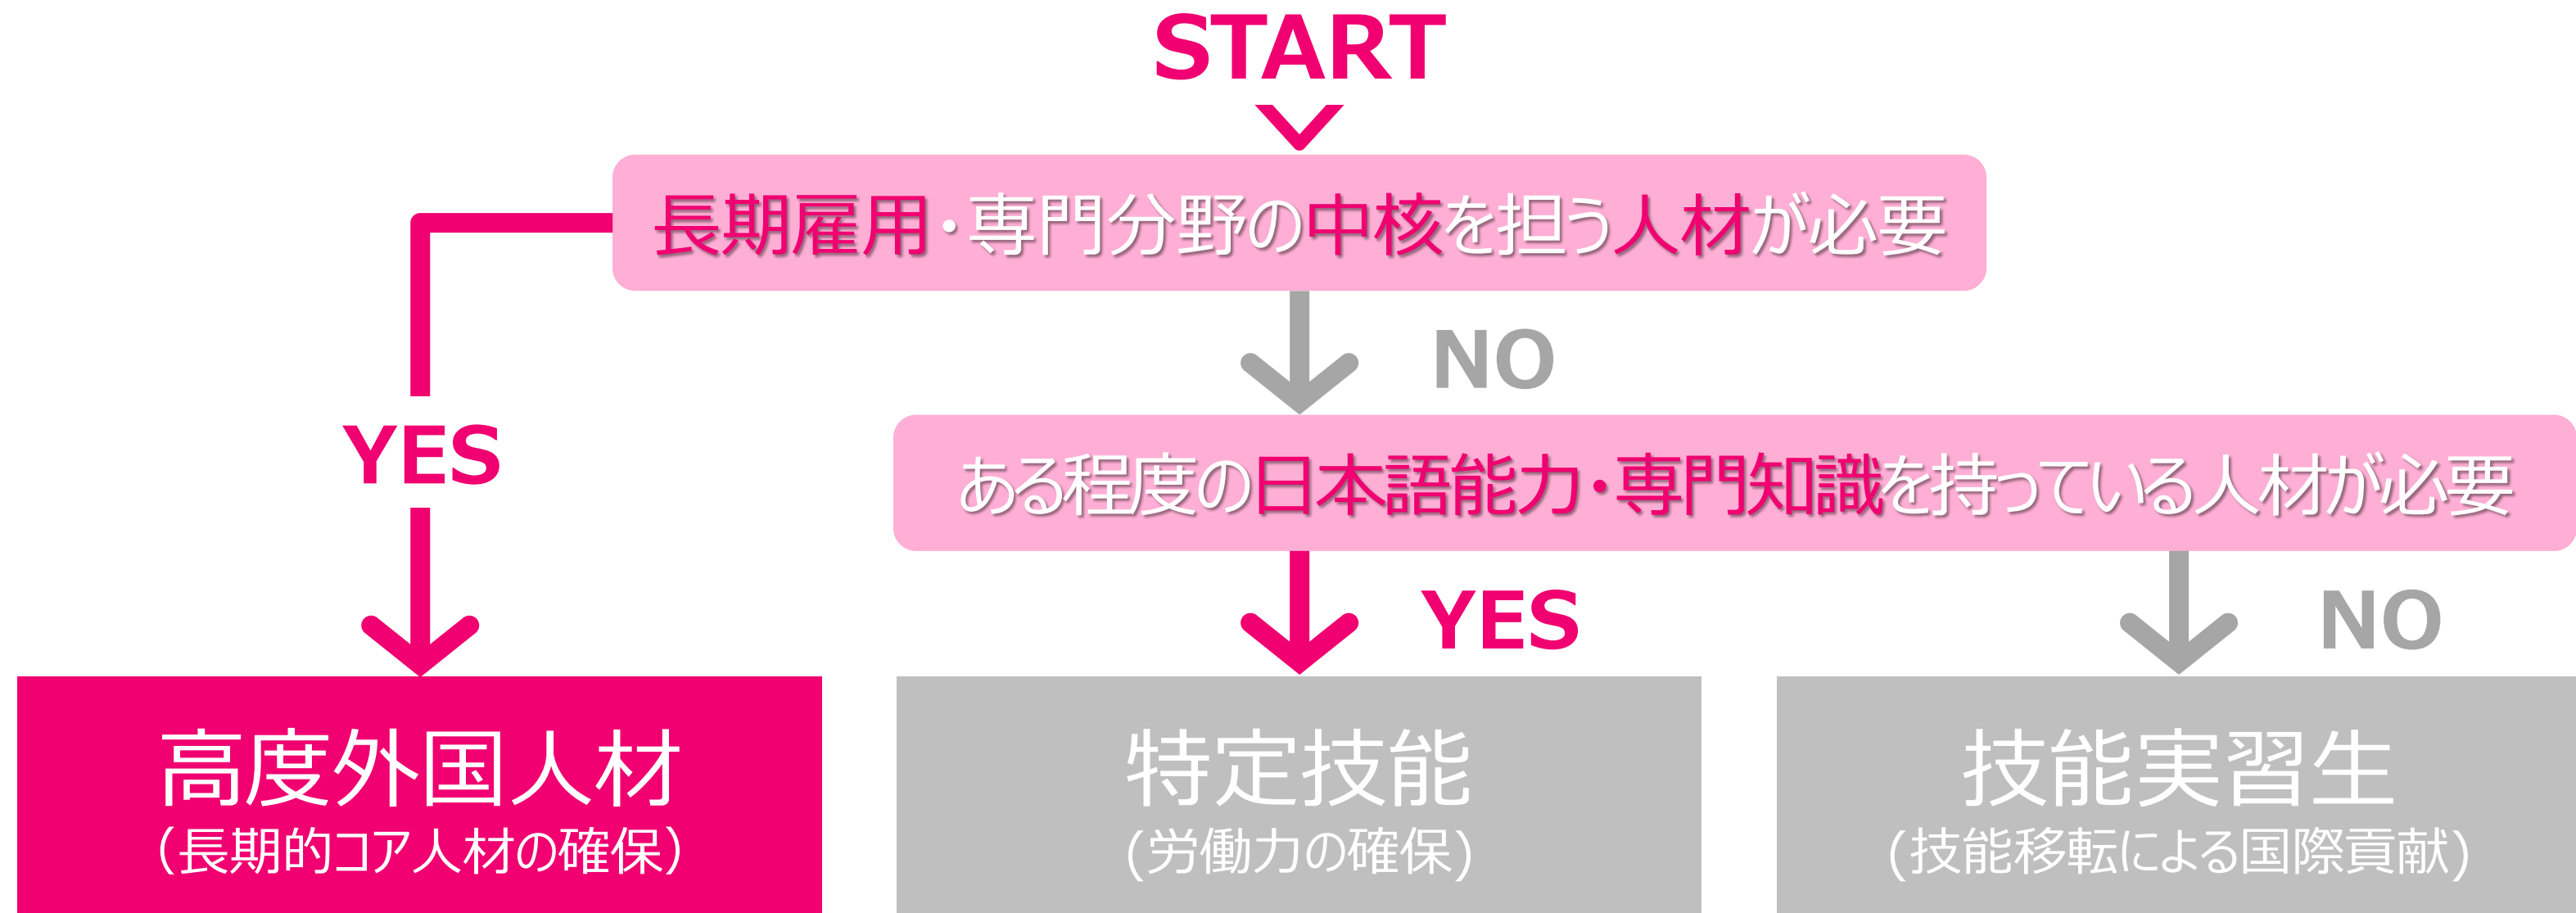 START
長期雇用・専門分野の中核を担う人材が必要
NO
YES
ある程度の日本語能力・専門知識を持っている人材が必要
YES
NO
高度外国人材
（長期的コア人材の確保）
特定技能
(労働力の確保)
技能実習生
(技能移転による国際貢献)